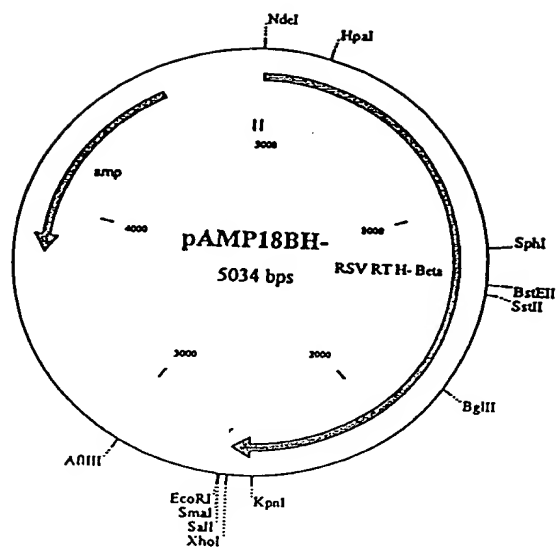 NdeI
HpaI
5000
amp
4000
pAMP18BH-
5034 bps
RSV RT H- Beta
SphI
BstEII
SstII
3000
2000
BglII
AflIII
EcoRI
SmaI
SalI
XhoI
KpnI